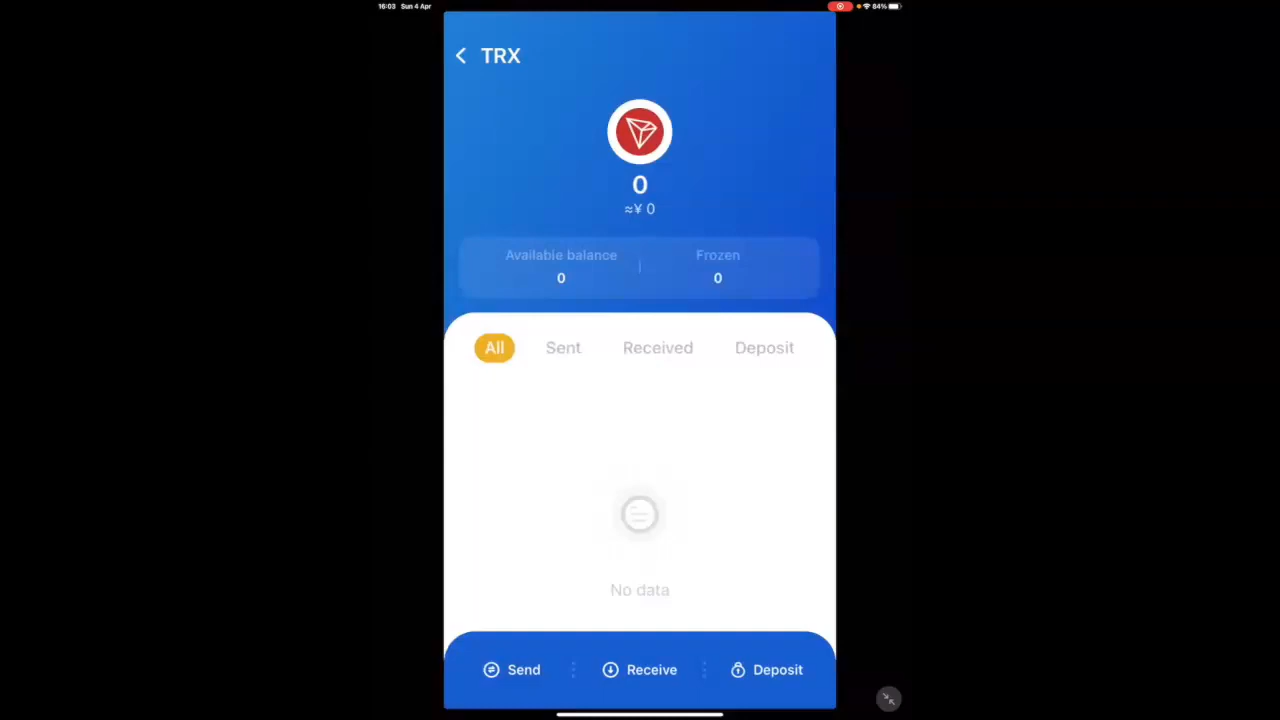 16:03 Sun 4 Apr
84%
TRX
0
≈¥ 0
Available balance
Frozen
0
0
All
Sent
Received
Deposit
No data
Send
Receive
Deposit